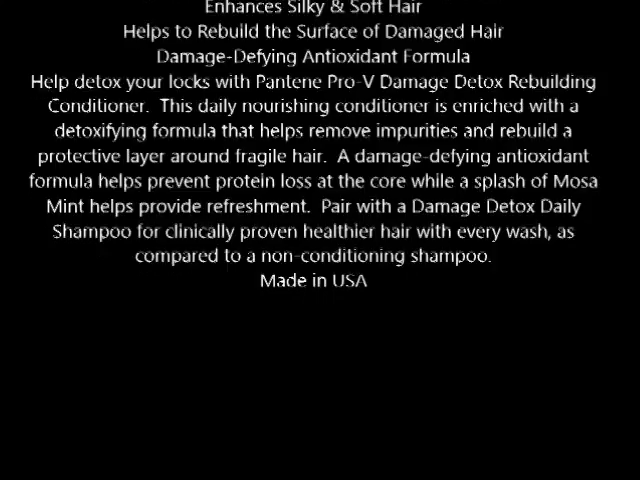 Enhances Silky & Soft Hair
Helps to Rebuild the Surface of Damaged Hair
Damage-Defying Antioxidant Formula
Help detox your locks with Pantene Pro-V Damage Detox Rebuilding
Conditioner.  This daily nourishing conditioner is enriched with a
detoxifying formula that helps remove impurities and rebuild a
protective layer around fragile hair.  A damage-defying antioxidant
formula helps prevent protein loss at the core while a splash of Mosa
Mint helps provide refreshment.  Pair with a Damage Detox Daily
Shampoo for clinically proven healthier hair with every wash, as
compared to a non-conditioning shampoo.
Made in USA